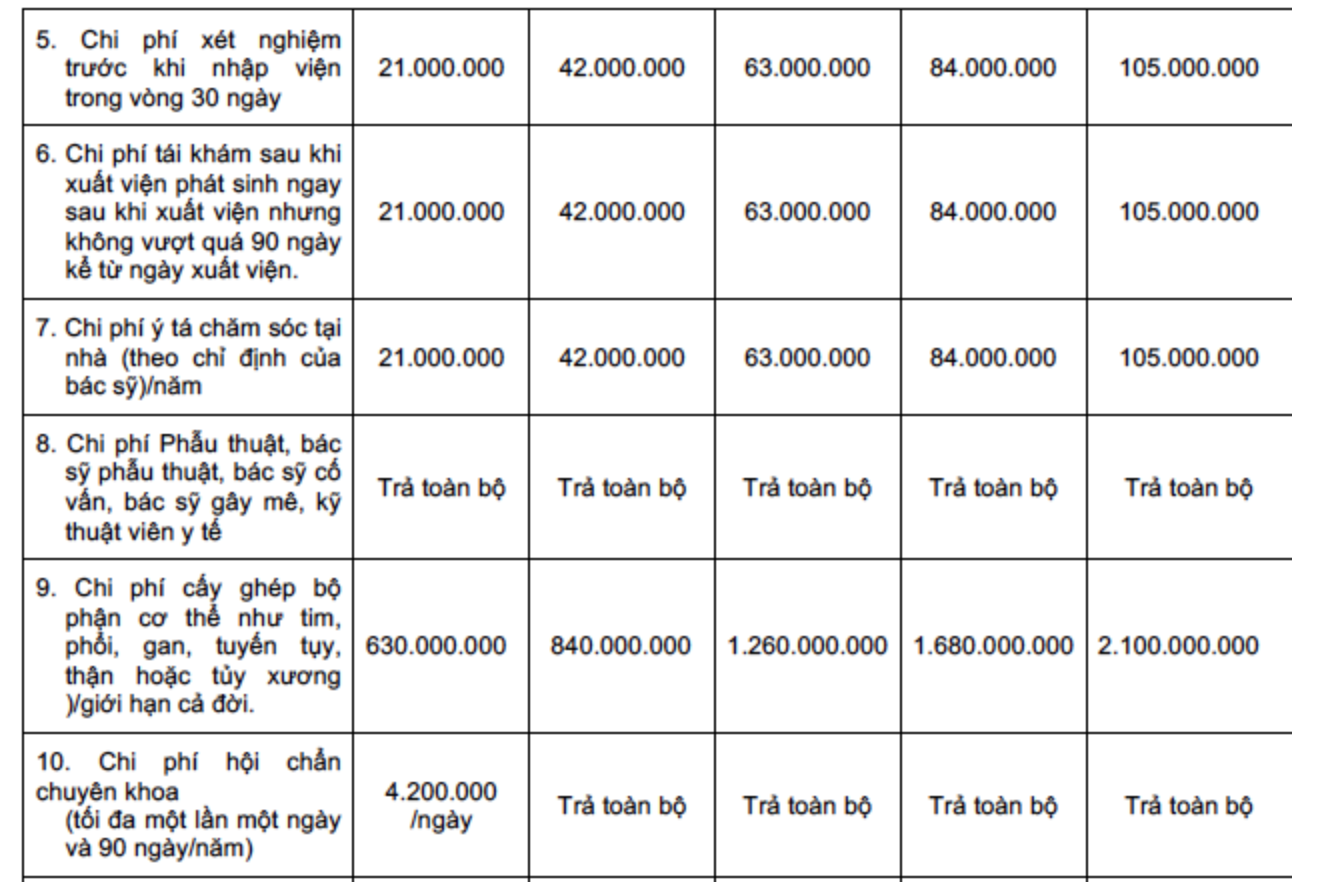 5. Chi phí xét nghiệm
trước khi nhập viện
trong vòng 30 ngày
21.000.000
42.000.000
63.000.000
84.000.000
105.000.000
6. Chi phí tái khám sau khi
xuất viện phát sinh ngay
sau khi xuất viện nhưng
không vượt quá 90 ngày
kể từ ngày xuất viện.
21.000.000
42.000.000
63.000.000
84.000.000
105.000.000
7. Chi phí ý tá chăm sóc tại
nhà (theo chỉ định của
bác sỹ)/năm
21.000.000
42.000.000
63.000.000
84.000.000
105.000.000
8. Chi phí Phẫu thuật, bác
sỹ phẫu thuật, bác sỹ cố
vấn, bác sỹ gây mê, kỹ
thuật viên y tế
Trả toàn bộ
Trả toàn bộ
Trả toàn bộ
Trả toàn bộ
Trả toàn bộ
9. Chi phí cấy ghép bộ
phận cơ thể như tim,
phổi, gan, tuyến tụy,
thận hoặc tủy xương
)/giới hạn cả đời.
630.000.000
840.000.000
1.260.000.000
1.680.000.000
2.100.000.000
10. Chi phí hội chẩn
chuyên khoa
(tối đa một lần một ngày
và 90 ngày/năm)
4.200.000
/ngày
Trả toàn bộ
Trả toàn bộ
Trả toàn bộ
Trả toàn bộ